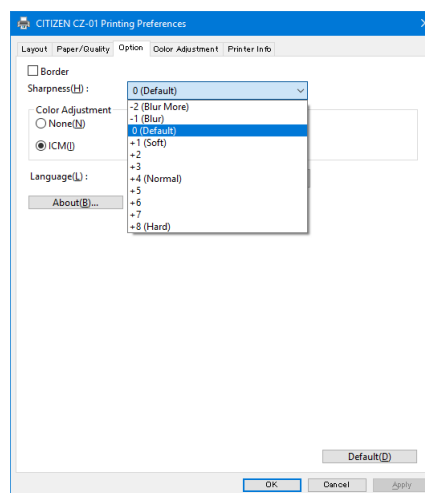 CITIZEN CZ-01 Printing Preferences
Layout Paper/Quality Option Color Adjustment Printer Info
Border
Sharpness(H) :
0 (Default)
-2 (Blur More)
-1 (Blur)
0 (Default)
+1 (Soft)
+2
+3
+4 (Normal)
+5
+6
+7
+8 (Hard)
Color Adjustment
None(N)
ICM(I)
Language(L) :
About(B)...
Default(D)
OK Cancel Apply